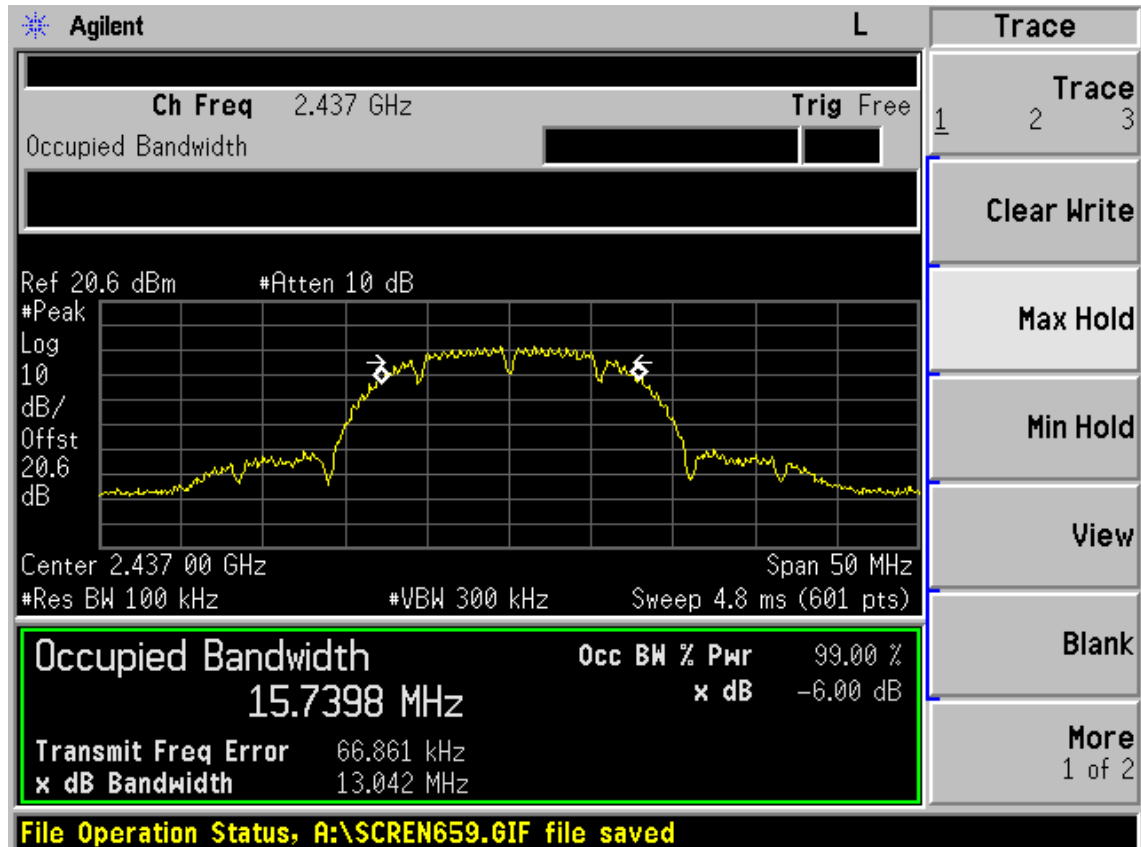 Agilent
L
Trace
Ch Freq 2.437 GHz
Trig Free
Occupied Bandwidth
Trace
1 2 3
Clear Write
Max Hold
Min Hold
View
Blank
More
1 of 2
Ref 20.6 dBm #Atten 10 dB
#Peak
Log
10
dB/
Offst
20.6
dB
Center 2.437 00 GHz Span 50 MHz
#Res BW 100 kHz #VBW 300 kHz Sweep 4.8 ms (601 pts)
Occupied Bandwidth
15.7398 MHz
Occ BW % Pwr 99.00 %
x dB -6.00 dB
Transmit Freq Error 66.861 kHz
x dB Bandwidth 13.042 MHz
File Operation Status, A:\SCREN659.GIF file saved